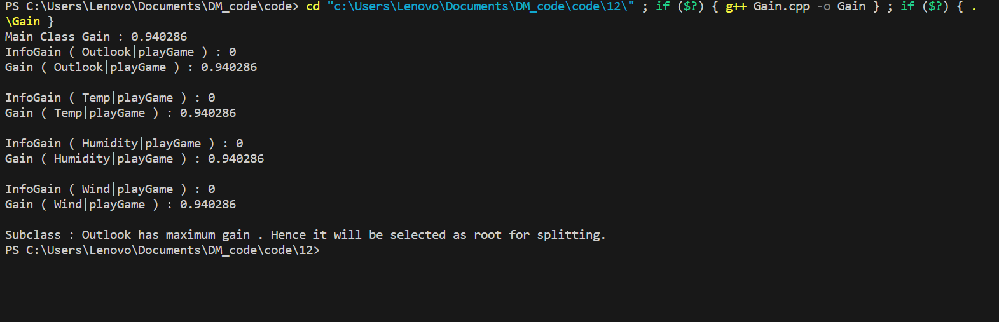 PS C:\Users\Lenovo\Documents\DM_code\code> cd "c:\Users\Lenovo\Documents\DM_code\code\12\" ; if ($?) { g++ Gain.cpp -o Gain } ; if ($?) { .
\Gain }
Main Class Gain : 0.940286
InfoGain ( Outlook|playGame ) : 0
Gain ( Outlook|playGame ) : 0.940286
InfoGain ( Temp|playGame ) : 0
Gain ( Temp|playGame ) : 0.940286
InfoGain ( Humidity|playGame ) : 0
Gain ( Humidity|playGame ) : 0.940286
InfoGain ( Wind|playGame ) : 0
Gain ( Wind|playGame ) : 0.940286
Subclass : Outlook has maximum gain . Hence it will be selected as root for splitting.
PS C:\Users\Lenovo\Documents\DM_code\code\12>